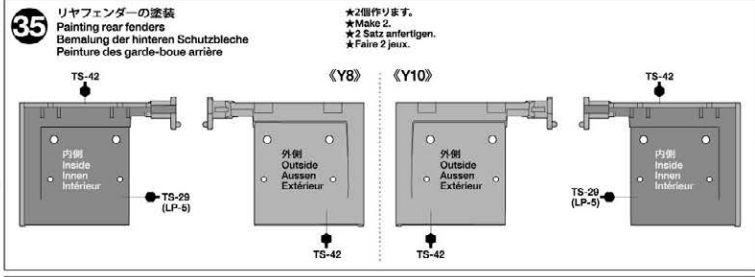 35
リヤフェンダーの塗装
Painting rear fenders
Bemalung der hinteren Schutzbleche
Peinture des garde-boue arrière
★2個作ります。
★Make 2.
★2 Satz anfertigen.
★Faire 2 jeux.
《Y8》
《Y10》
TS-42
内側
Inside
Innen
Intérieur
TS-29
(LP-5)
外側
Outside
Aussen
Extérieur
TS-42
外側
Outside
Aussen
Extérieur
TS-42
TS-42
内側
Inside
Innen
Intérieur
TS-29
(LP-5)